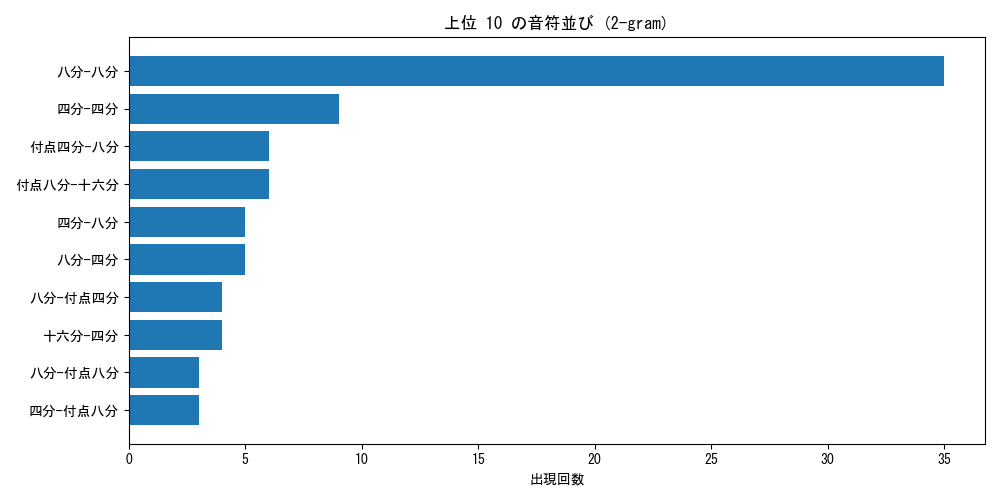 上位 10 の音符並び (2-gram)
八分-八分
四分-四分
付点四分-八分
付点八分-十六分
四分-八分
八分-四分
八分-付点四分
十六分-四分
八分-付点八分
四分-付点八分
0 5 10 15 20 25 30 35
出現回数